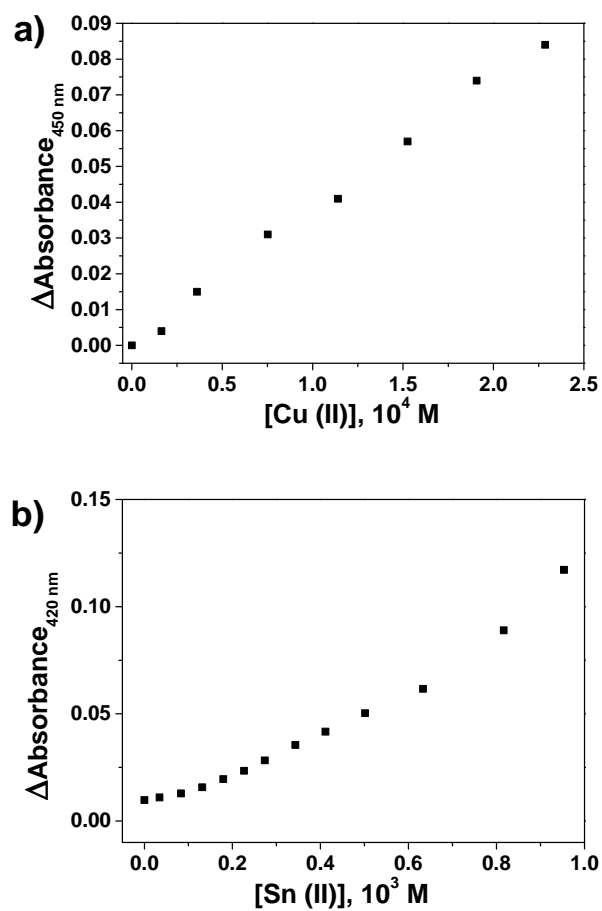 a)
0.09
0.08
0.07
0.06
0.05
0.04
0.03
0.02
0.01
0.00
ΔAbsorbance450 nm
0.0 0.5 1.0 1.5 2.0 2.5
[Cu (II)], 10⁴ M
b)
0.15
0.10
0.05
0.00
ΔAbsorbance420 nm
0.0 0.2 0.4 0.6 0.8 1.0
[Sn (II)], 10³ M